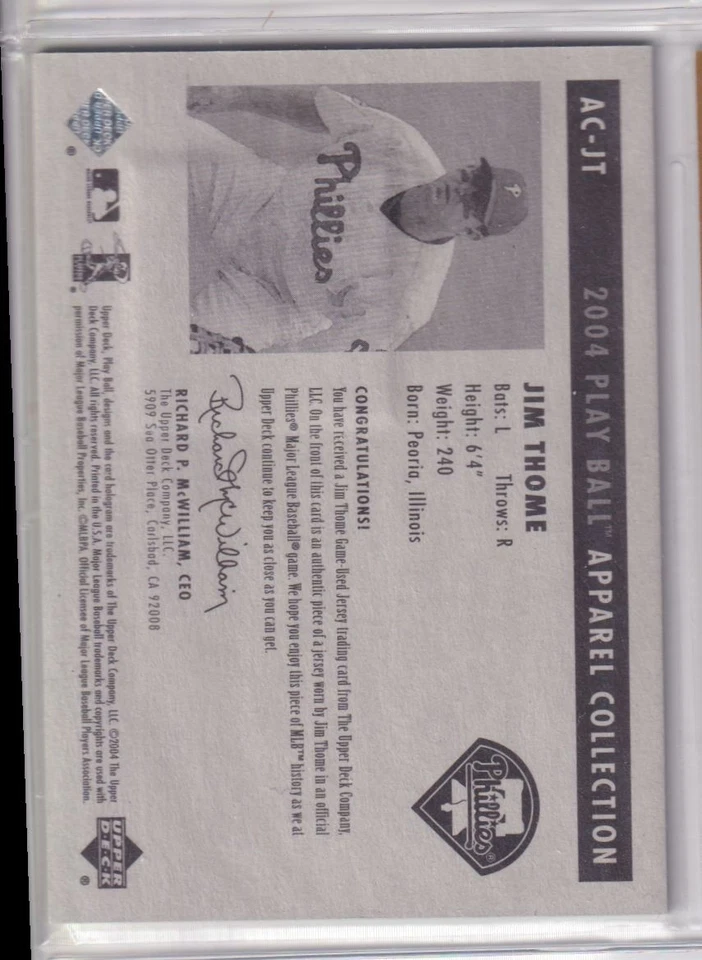 AC-JT 2004 PLAY BALL™ APPAREL COLLECTION
Phillies
P
JIM THOME
Bats: L Throws: R
Height: 6'4"
Weight: 240
Born: Peoria, Illinois
Phillies®
CONGRATULATIONS!
You have received a Jim Thome Game-Used Jersey trading card from The Upper Deck Company,
LLC. On the front of this card is an authentic piece of a jersey worn by Jim Thome in an official
Phillies® Major League Baseball® game. We hope you enjoy this piece of MLB™ history as we at
Upper Deck continue to keep you as close as you can get.
Richard P. McWilliam
RICHARD P. McWILLIAM, CEO
The Upper Deck Company, LLC.
5909 Sea Otter Place, Carlsbad, CA 92008
Upper Deck, Play Ball, designs and the card hologram are trademarks of The Upper Deck Company, LLC ©2004 The Upper
Deck Company, LLC. All rights reserved. Printed in the U.S.A. Major League Baseball trademarks and copyrights are used with
permission of Major League Baseball Properties, Inc. ©MLBPA. Official Licensee of Major League Baseball Players Association.
UPPER
DECK
®